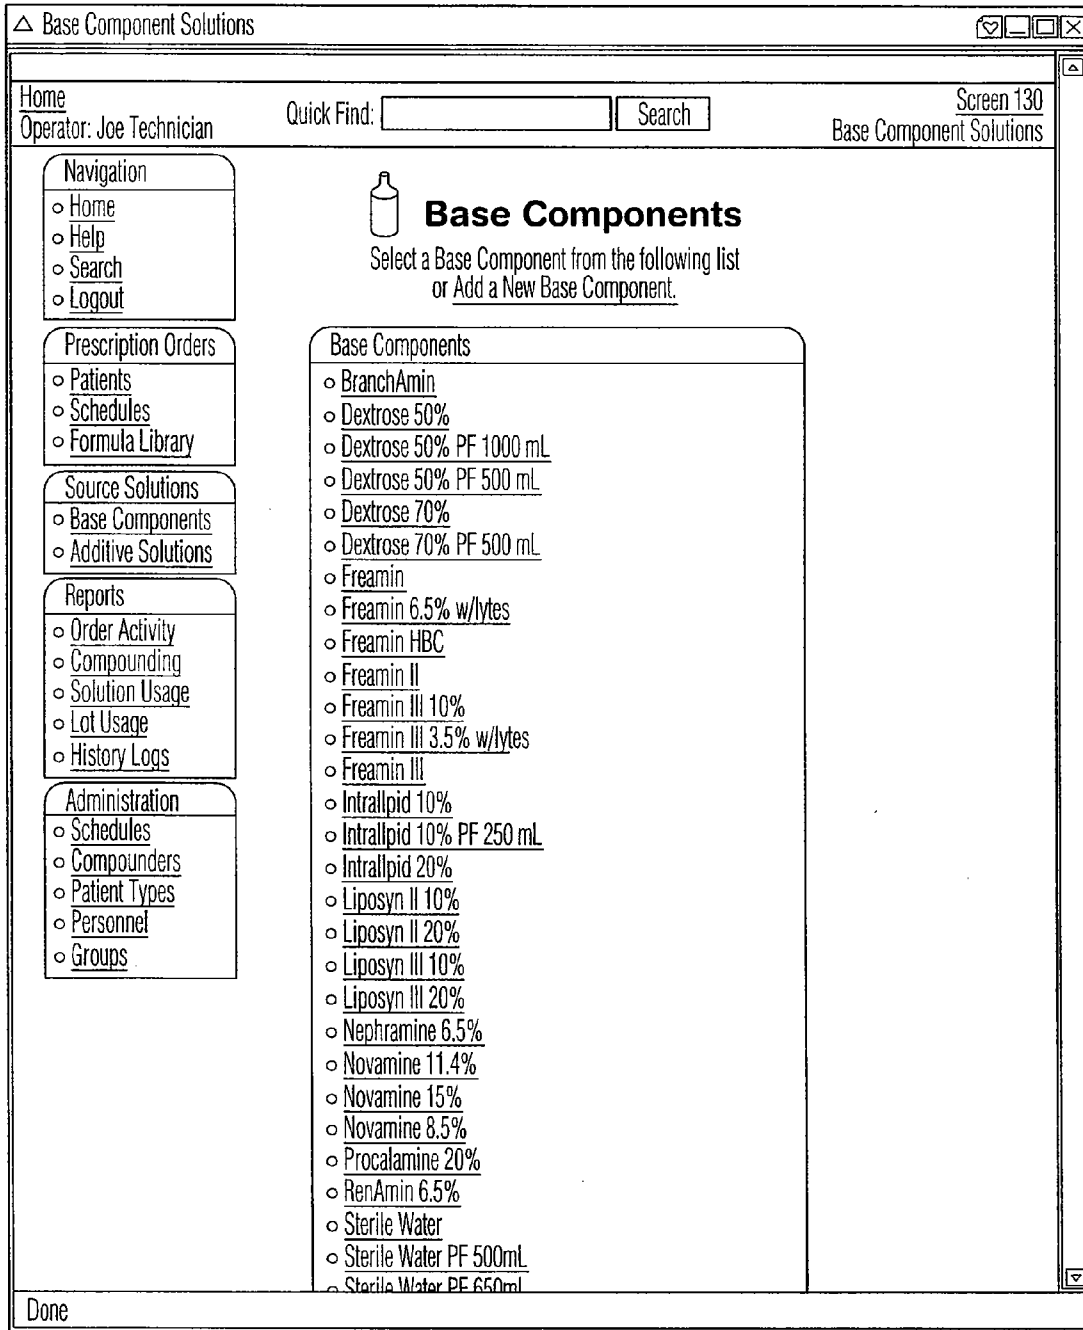 Base Component Solutions
Home
Operator: Joe Technician
Quick Find:
Search
Screen 130
Base Component Solutions
Navigation
Home
Help
Search
Logout
Prescription Orders
Patients
Schedules
Formula Library
Source Solutions
Base Components
Additive Solutions
Reports
Order Activity
Compounding
Solution Usage
Lot Usage
History Logs
Administration
Schedules
Compounders
Patient Types
Personnel
Groups
Base Components
Select a Base Component from the following list
or Add a New Base Component.
Base Components
BranchAmin
Dextrose 50%
Dextrose 50% PF 1000 mL
Dextrose 50% PF 500 mL
Dextrose 70%
Dextrose 70% PF 500 mL
Freamin
Freamin 6.5% w/lytes
Freamin HBC
Freamin II
Freamin III 10%
Freamin III 3.5% w/lytes
Freamin III
Intrallpid 10%
Intrallpid 10% PF 250 mL
Intrallpid 20%
Liposyn II 10%
Liposyn II 20%
Liposyn III 10%
Liposyn III 20%
Nephramine 6.5%
Novamine 11.4%
Novamine 15%
Novamine 8.5%
Procalamine 20%
RenAmin 6.5%
Sterile Water
Sterile Water PF 500mL
Sterile Water PF 650mL
Done